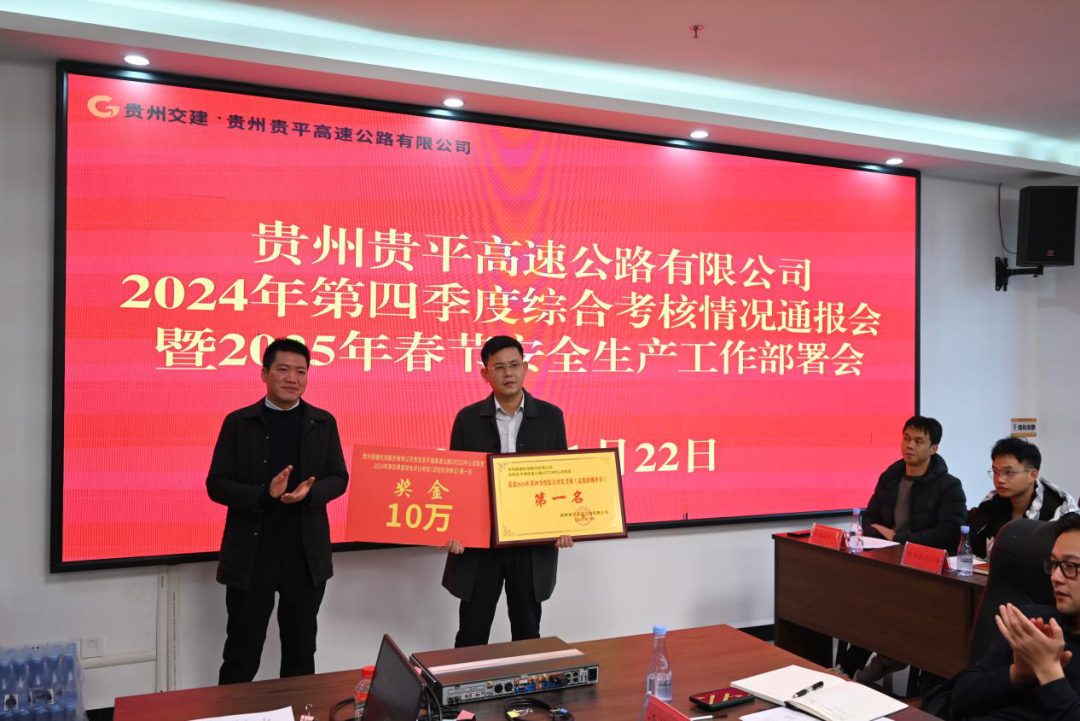 贵州交建·贵州贵平高速公路有限公司
贵州贵平高速公路有限公司
2024年第四季度综合考核情况通报会
暨2025年春节安全生产工作部署会
月22日
奖金
10万
第一名